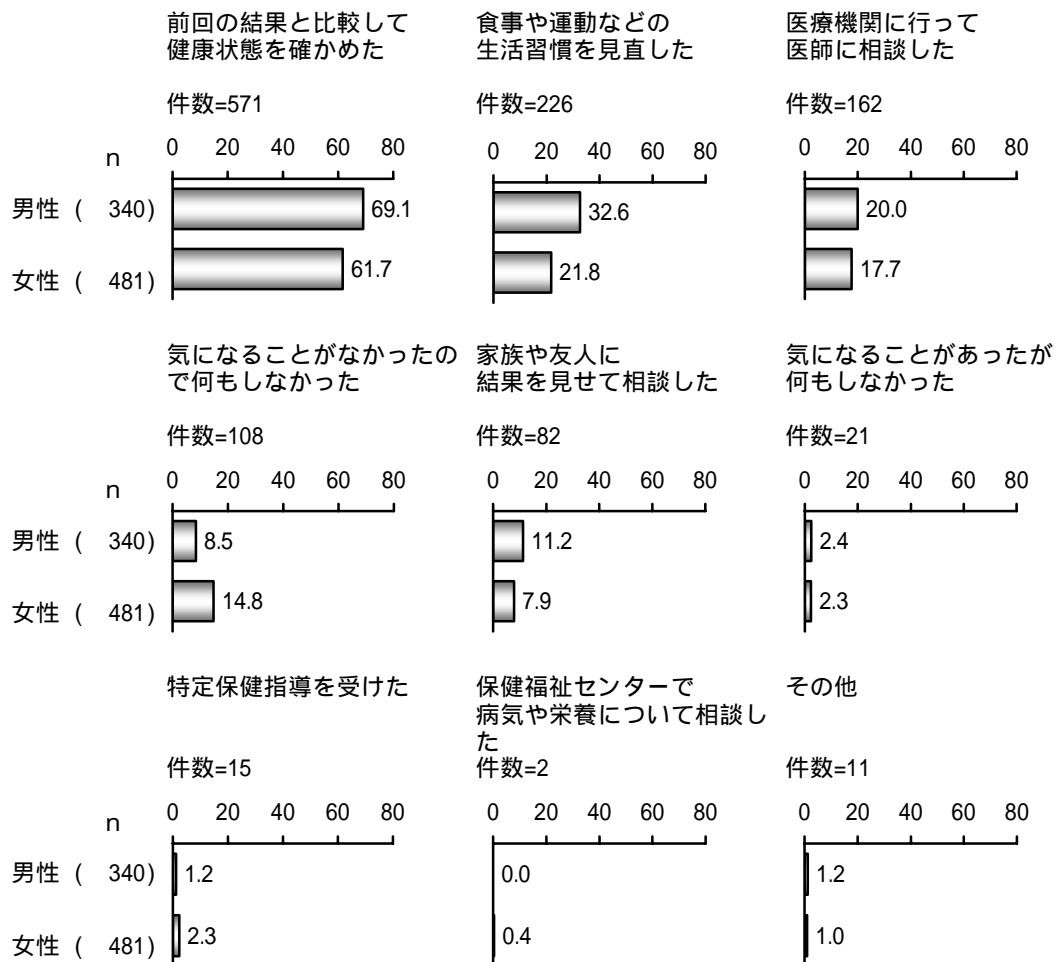 前回の結果と比較して
健康状態を確かめた
件数=571
食事や運動などの
生活習慣を見直した
件数=226
医療機関に行って
医師に相談した
件数=162
n 0 20 40 60 80 0 20 40 60 80 0 20 40 60 80
男性 ( 340) 69.1 32.6 20.0
女性 ( 481) 61.7 21.8 17.7
気になることがなかったの
で何もしなかった
件数=108
家族や友人に
結果を見せて相談した
件数=82
気になることがあったが
何もしなかった
件数=21
n 0 20 40 60 80 0 20 40 60 80 0 20 40 60 80
男性 ( 340) 8.5 11.2 2.4
女性 ( 481) 14.8 7.9 2.3
特定保健指導を受けた
件数=15
保健福祉センターで
病気や栄養について相談し
た
件数=2
その他
件数=11
n 0 20 40 60 80 0 20 40 60 80 0 20 40 60 80
男性 ( 340) 1.2 0.0 1.2
女性 ( 481) 2.3 0.4 1.0